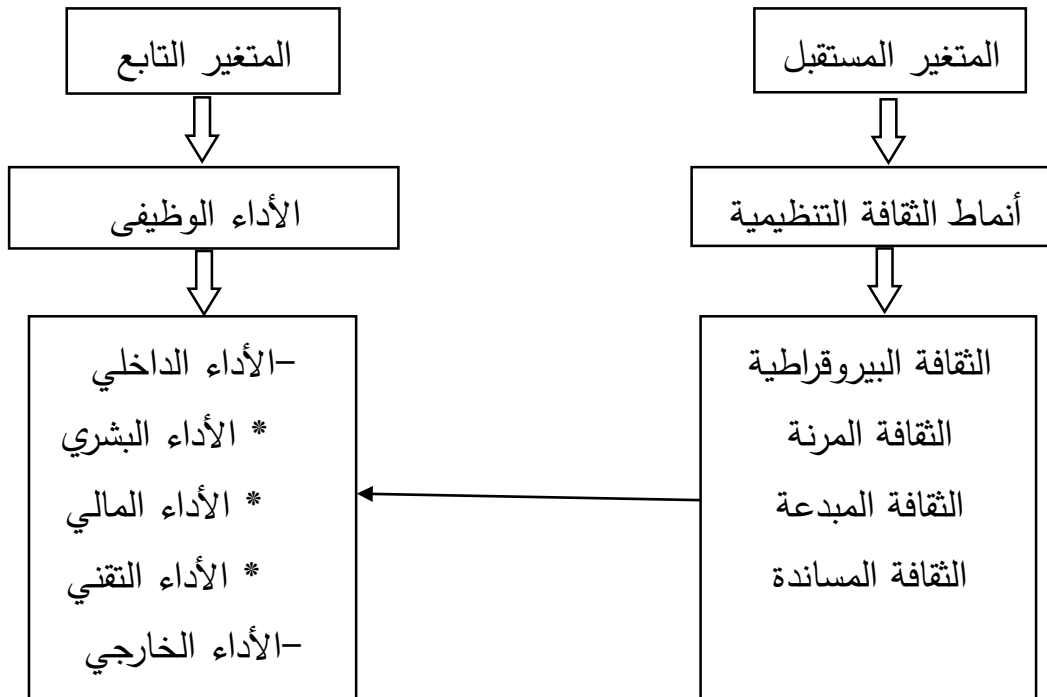 المتغير المستقبل
المتغير التابع
أنماط الثقافة التنظيمية
الأداء الوظيفى
الثقافة البيروقراطية
الثقافة المرنة
الثقافة المبدعة
الثقافة المساندة
-الأداء الداخلي
* الأداء البشري
* الأداء المالي
* الأداء التقني
-الأداء الخارجي